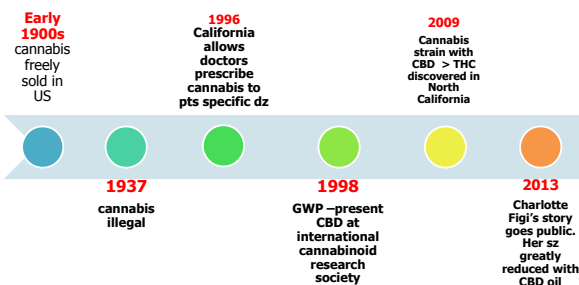 Early
1900s
cannabis
freely
sold in
US
1937
cannabis
illegal
1996
California
allows
doctors
prescribe
cannabis to
pts specific dz
1998
GWP –present
CBD at
international
cannabinoid
research
society
2009
Cannabis
strain with
CBD > THC
discovered in
North
California
2013
Charlotte
Figi's story
goes public.
Her sz
greatly
reduced with
CBD oil